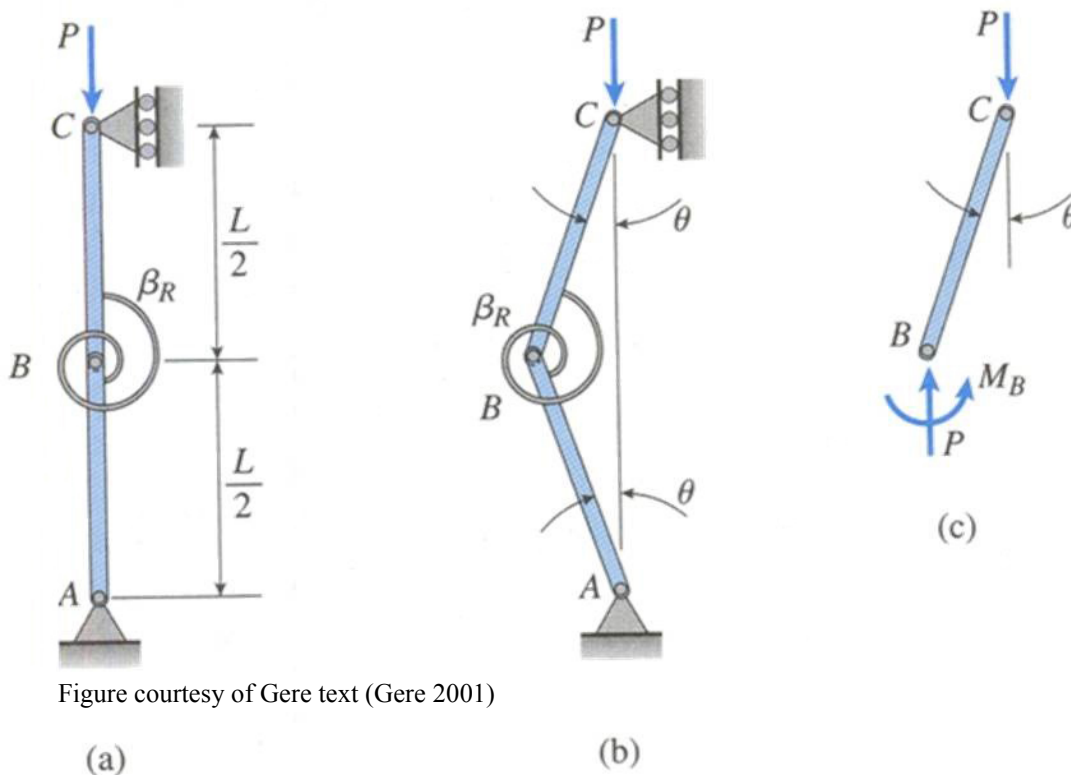 P
C
L/2
β_R
B
L/2
A
Figure courtesy of Gere text (Gere 2001)
(a)
P
C
θ
β_R
B
θ
A
(b)
P
C
θ
B
M_B
P
(c)